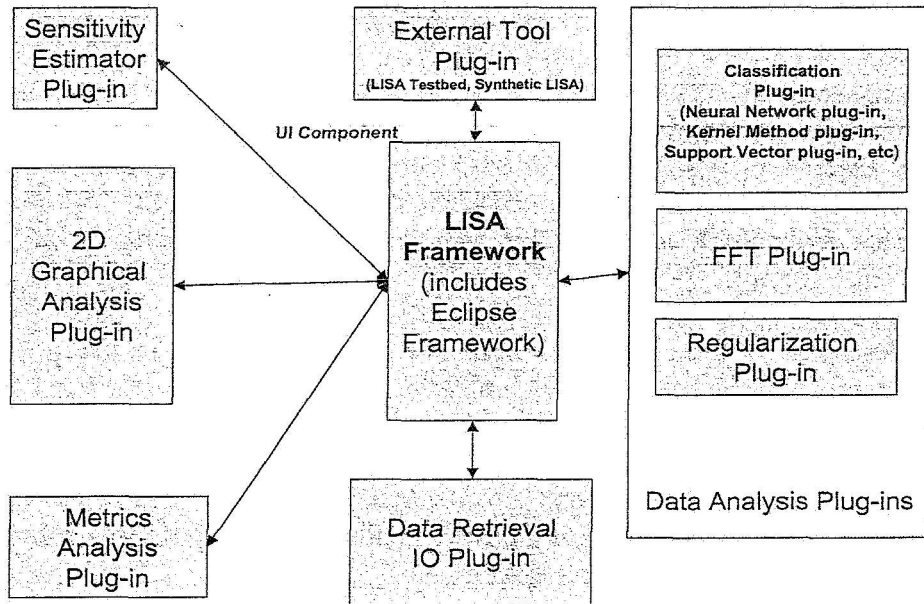 Sensitivity
Estimator
Plug-in
External Tool
Plug-in
(LISA Testbed, Synthetic LISA)
Classification
Plug-in
(Neural Network plug-in,
Kernel Method plug-in,
Support Vector plug-in, etc)
UI Component
2D
Graphical
Analysis
Plug-in
LISA
Framework
(includes
Eclipse
Framework)
FFT Plug-in
Regularization
Plug-in
Metrics
Analysis
Plug-in
Data Retrieval
IO Plug-in
Data Analysis Plug-ins